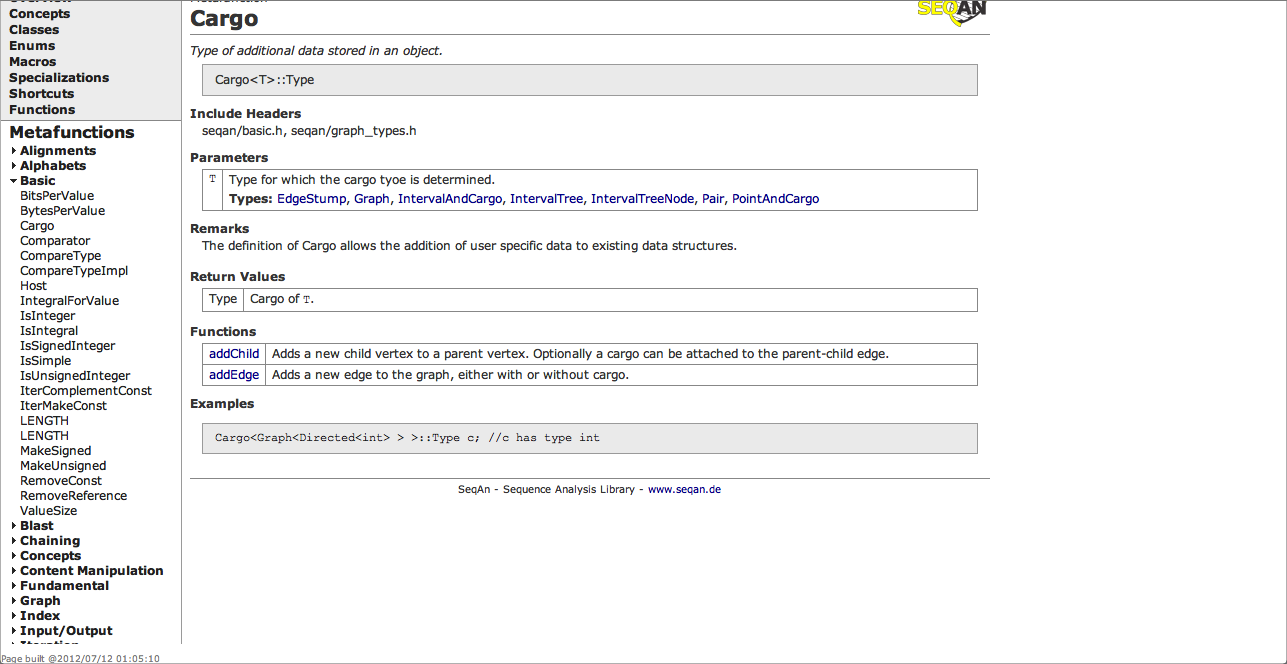 Concepts
Classes
Enums
Macros
Specializations
Shortcuts
Functions
Metafunctions
Alignments
Alphabets
Basic
BitsPerValue
BytesPerValue
Cargo
Comparator
CompareType
CompareTypeImpl
Host
IntegralForValue
IsInteger
IsIntegral
IsSignedInteger
IsSimple
IsUnsignedInteger
IterComplementConst
IterMakeConst
LENGTH
LENGTH
MakeSigned
MakeUnsigned
RemoveConst
RemoveReference
ValueSize
Blast
Chaining
Concepts
Content Manipulation
Fundamental
Graph
Index
Input/Output
Page built @2012/07/12 01:05:10
Cargo
SEQAN
Type of additional data stored in an object.
Cargo<T>::Type
Include Headers
seqan/basic.h, seqan/graph_types.h
Parameters
T Type for which the cargo tyoe is determined.
Types: EdgeStump, Graph, IntervalAndCargo, IntervalTree, IntervalTreeNode, Pair, PointAndCargo
Remarks
The definition of Cargo allows the addition of user specific data to existing data structures.
Return Values
Type Cargo of T.
Functions
addChild Adds a new child vertex to a parent vertex. Optionally a cargo can be attached to the parent-child edge.
addEdge Adds a new edge to the graph, either with or without cargo.
Examples
Cargo<Graph<Directed<int> > >::Type c; //c has type int
SeqAn - Sequence Analysis Library - www.seqan.de